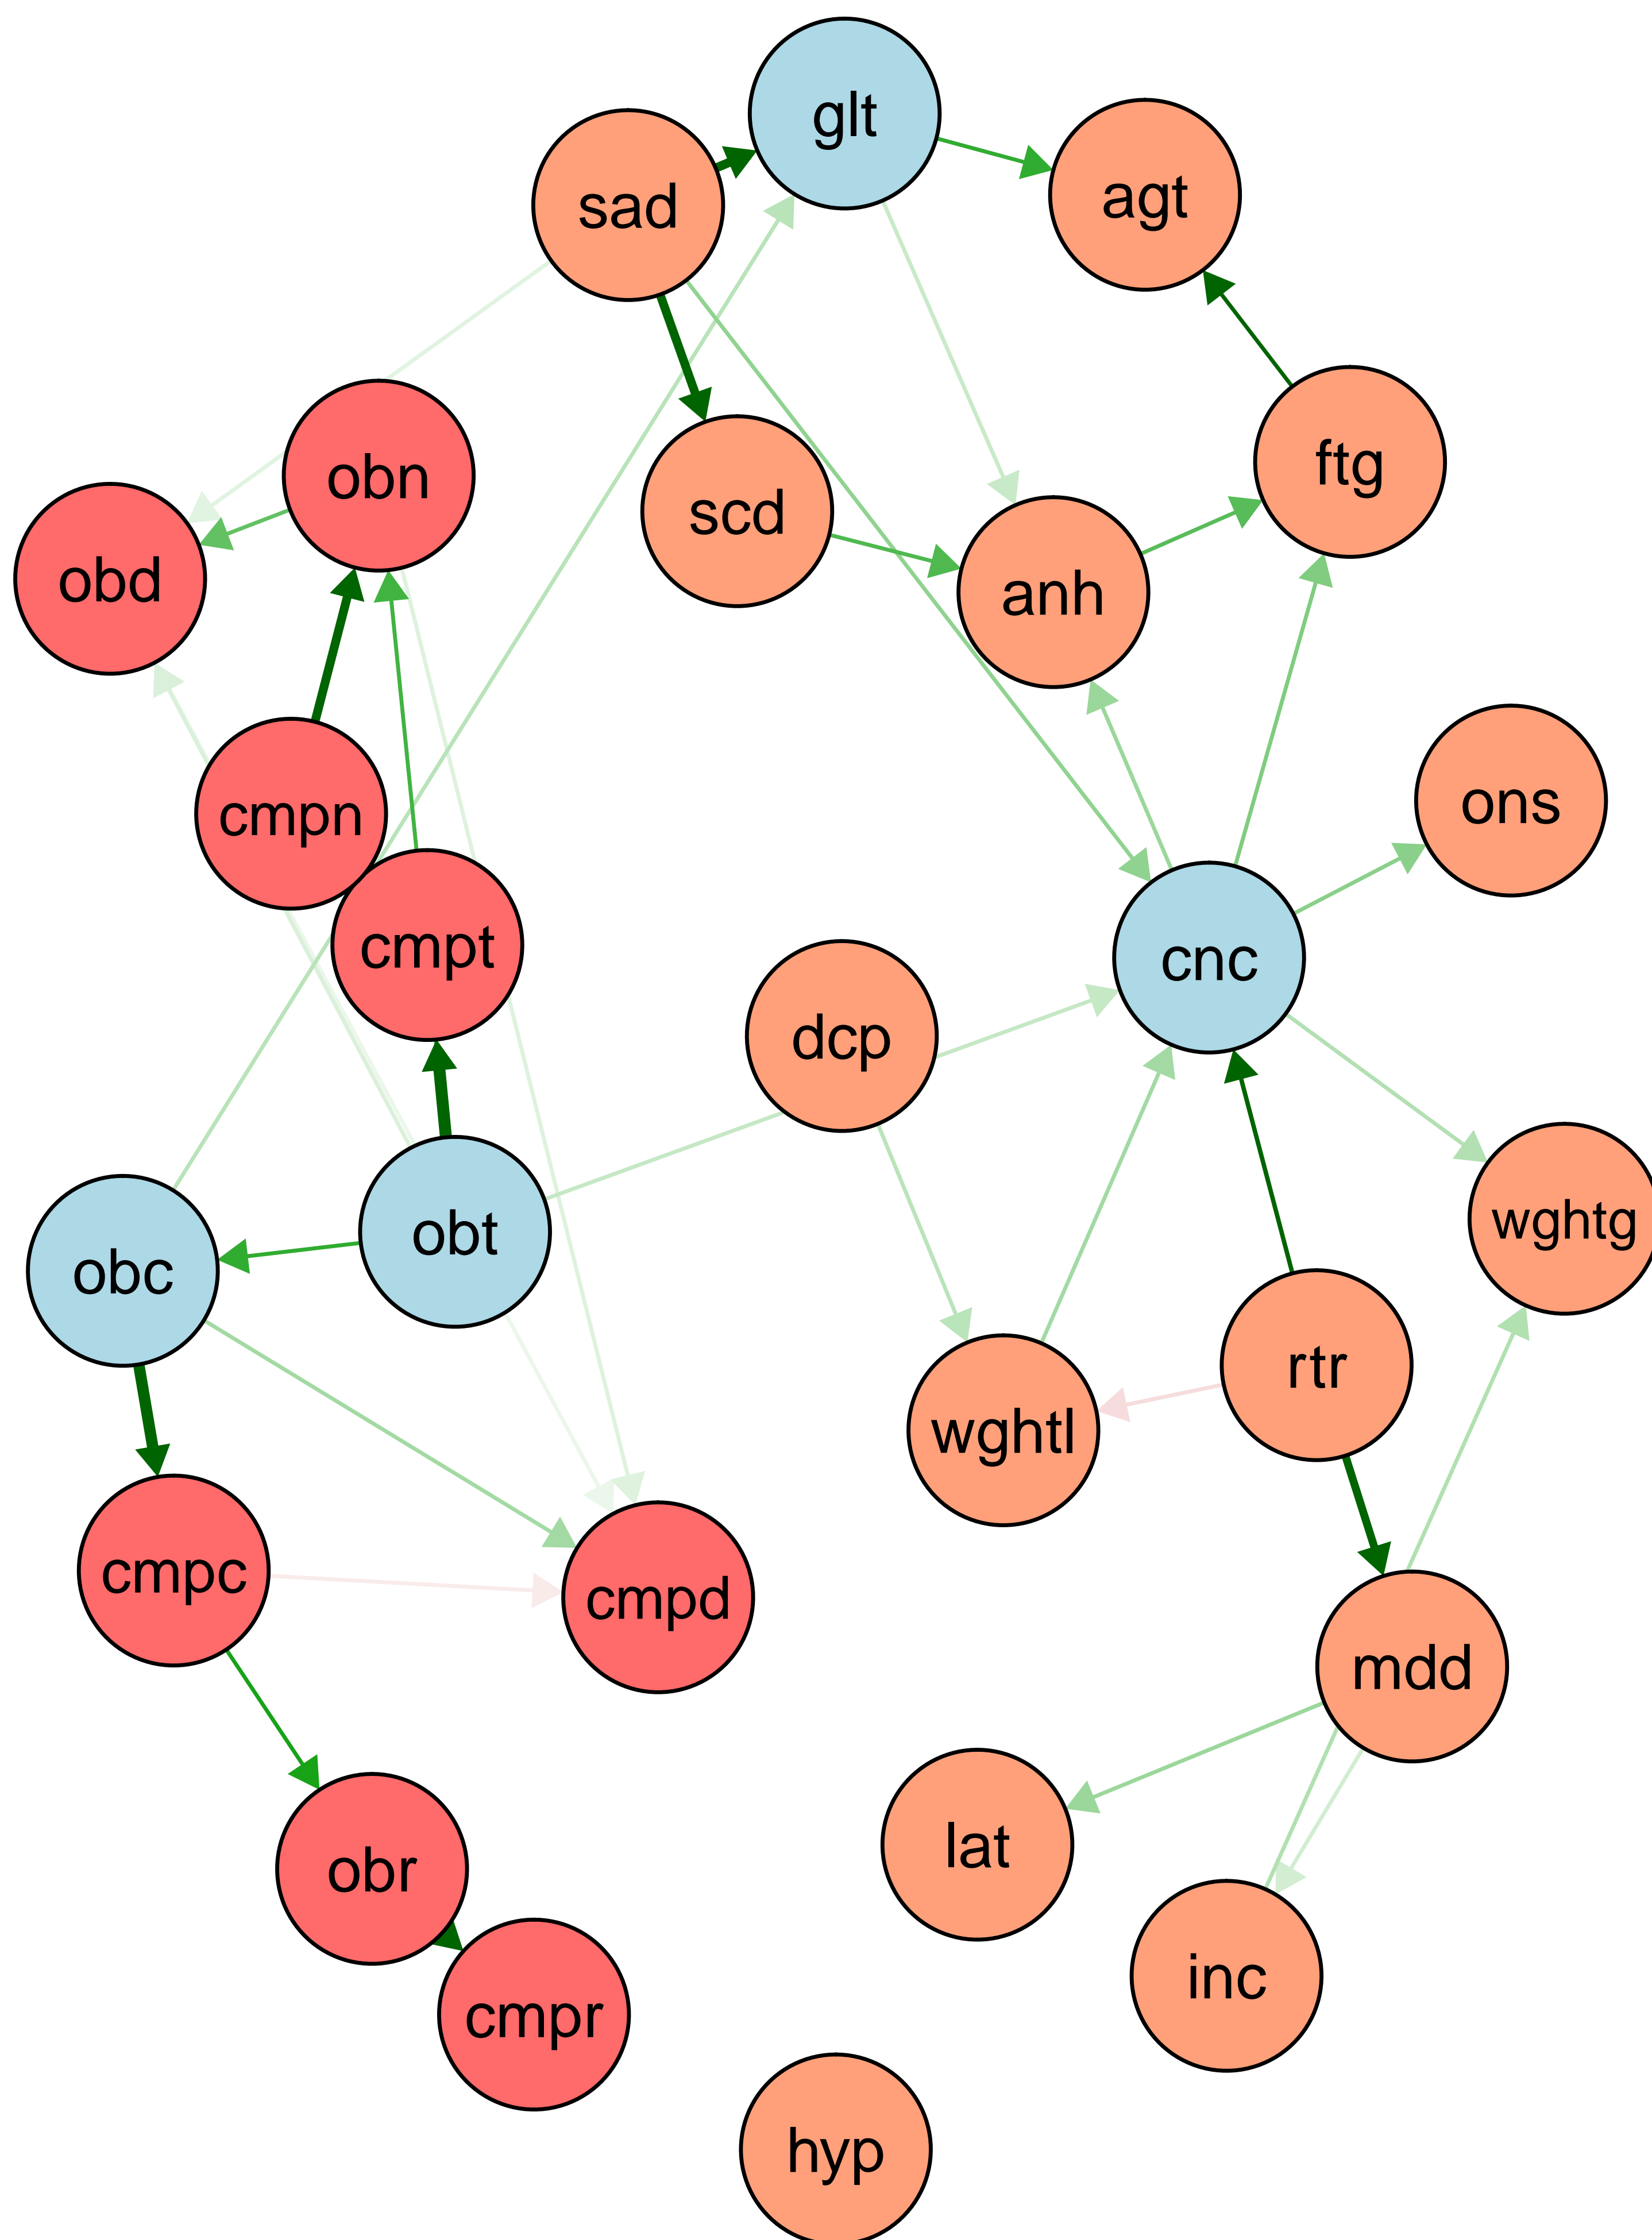 glt
sad
agt
ftg
obn
scd
obd
anh
ons
cmpn
cmpt
cnc
dcp
wghtg
obt
obc
rtr
wghtl
cmpc
cmpd
mdd
lat
obr
inc
cmpr
hyp